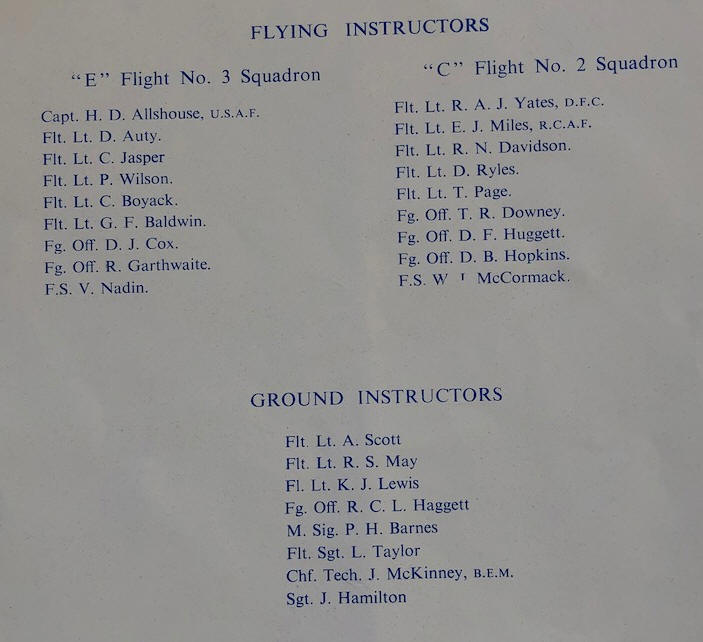 FLYING INSTRUCTORS
"E" Flight No. 3 Squadron
Capt. H. D. Allshouse, U.S.A.F.
Flt. Lt. D. Auty.
Flt. Lt. C. Jasper
Flt. Lt. P. Wilson.
Flt. Lt. C. Boyack.
Flt. Lt. G. F. Baldwin.
Fg. Off. D. J. Cox.
Fg. Off. R. Garthwaite.
F.S. V. Nadin.
"C" Flight No. 2 Squadron
Flt. Lt. R. A. J. Yates, D.F.C.
Flt. Lt. E. J. Miles, R.C.A.F.
Flt. Lt. R. N. Davidson.
Flt. Lt. D. Ryles.
Flt. Lt. T. Page.
Fg. Off. T. R. Downey.
Fg. Off. D. F. Huggett.
Fg. Off. D. B. Hopkins.
F.S. W McCormack.
GROUND INSTRUCTORS
Flt. Lt. A. Scott
Flt. Lt. R. S. May
Fl. Lt. K. J. Lewis
Fg. Off. R. C. L. Haggett
M. Sig. P. H. Barnes
Flt. Sgt. L. Taylor
Chf. Tech. J. McKinney, B.E.M.
Sgt. J. Hamilton